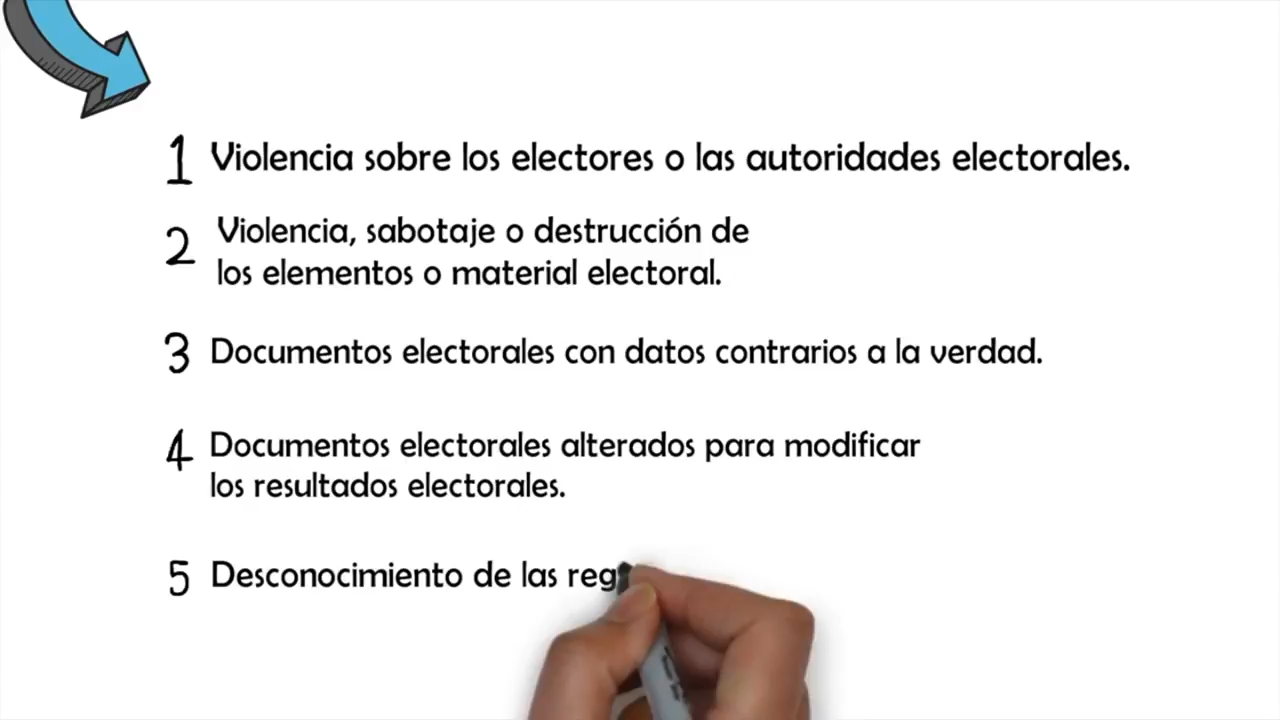 1 Violencia sobre los electores o las autoridades electorales.
2 Violencia, sabotaje o destrucción de
los elementos o material electoral.
3 Documentos electorales con datos contrarios a la verdad.
4 Documentos electorales alterados para modificar
los resultados electorales.
5 Desconocimiento de las reg